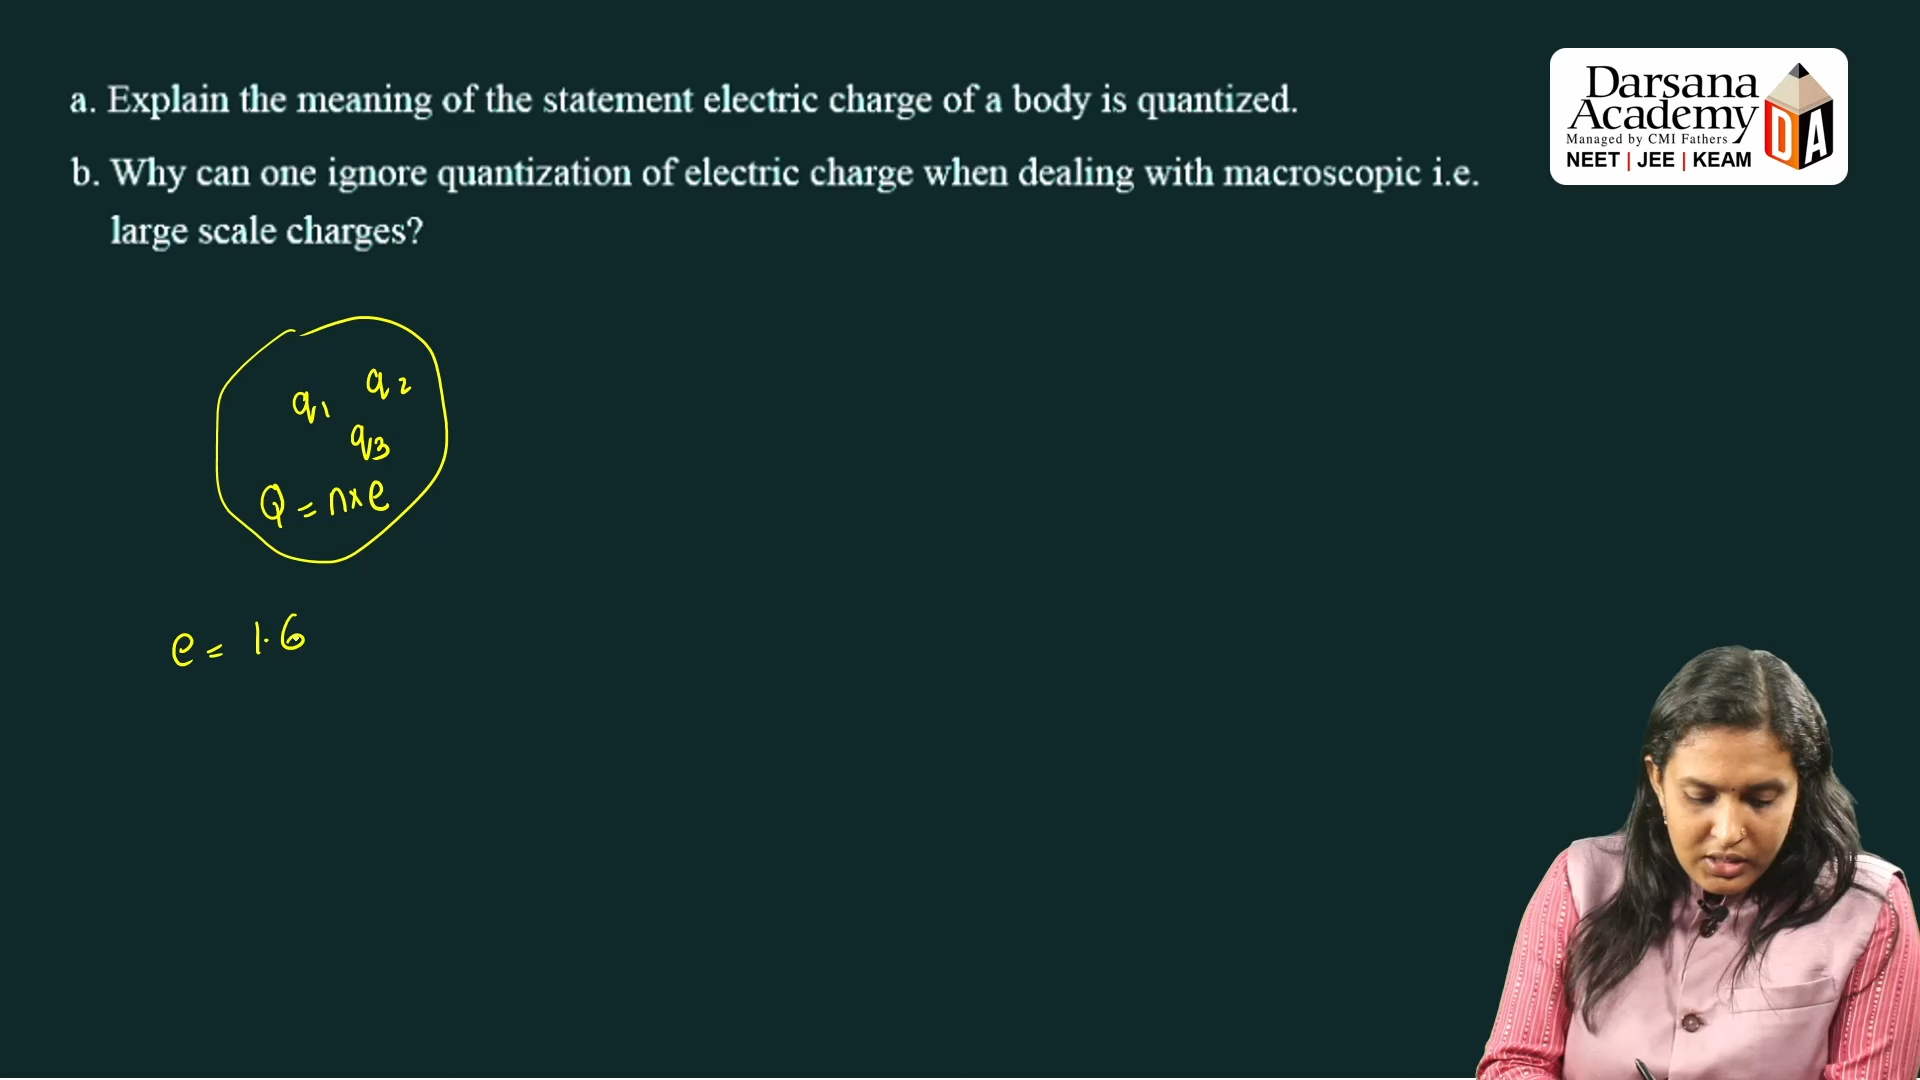 a. Explain the meaning of the statement electric charge of a body is quantized.
b. Why can one ignore quantization of electric charge when dealing with macroscopic i.e.
large scale charges?
Darsana
Academy
Managed by CMI Fathers
NEET | JEE | KEAM
DA
q₁ q₂
q₃
Q = n×e
e = 1.6